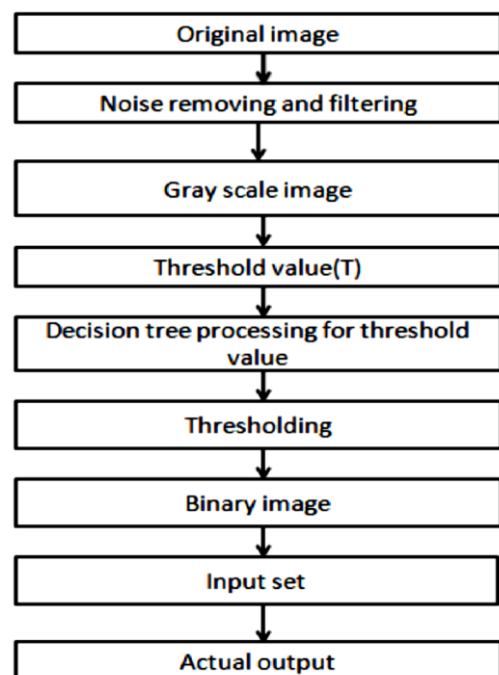 Original image
Noise removing and filtering
Gray scale image
Threshold value(T)
Decision tree processing for threshold
value
Thresholding
Binary image
Input set
Actual output